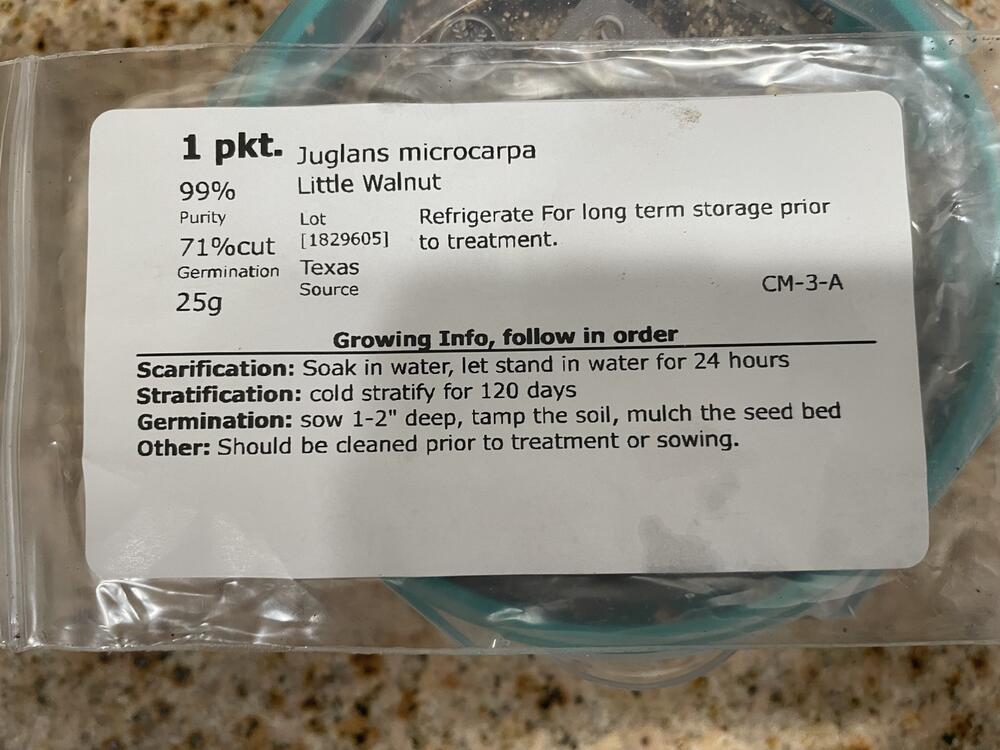 1 pkt. Juglans microcarpa
99% Little Walnut
Purity Lot Refrigerate For long term storage prior
71%cut [1829605] to treatment.
Germination Texas
25g Source CM-3-A
Growing Info, follow in order
Scarification: Soak in water, let stand in water for 24 hours
Stratification: cold stratify for 120 days
Germination: sow 1-2" deep, tamp the soil, mulch the seed bed
Other: Should be cleaned prior to treatment or sowing.